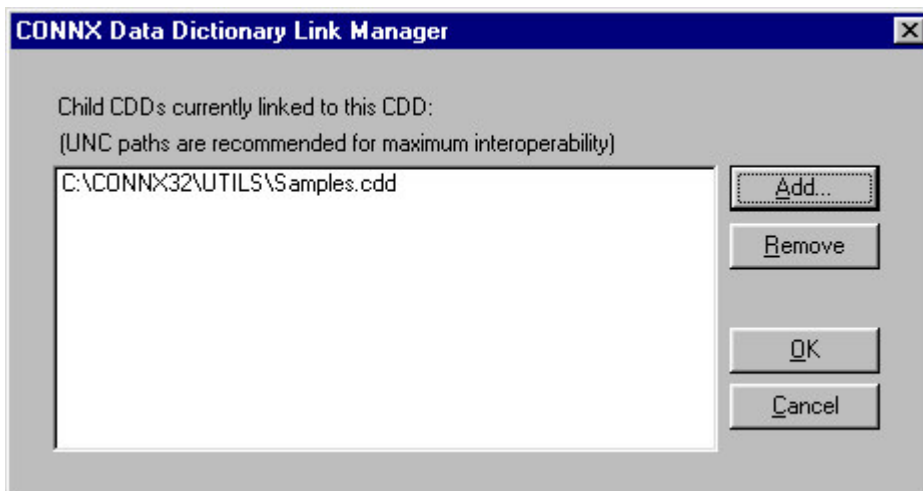 CONNX Data Dictionary Link Manager
Child CDDs currently linked to this CDD:
(UNC paths are recommended for maximum interoperability)
C:\CONNX32\UTILS\Samples.cdd
Add...
Remove
OK
Cancel